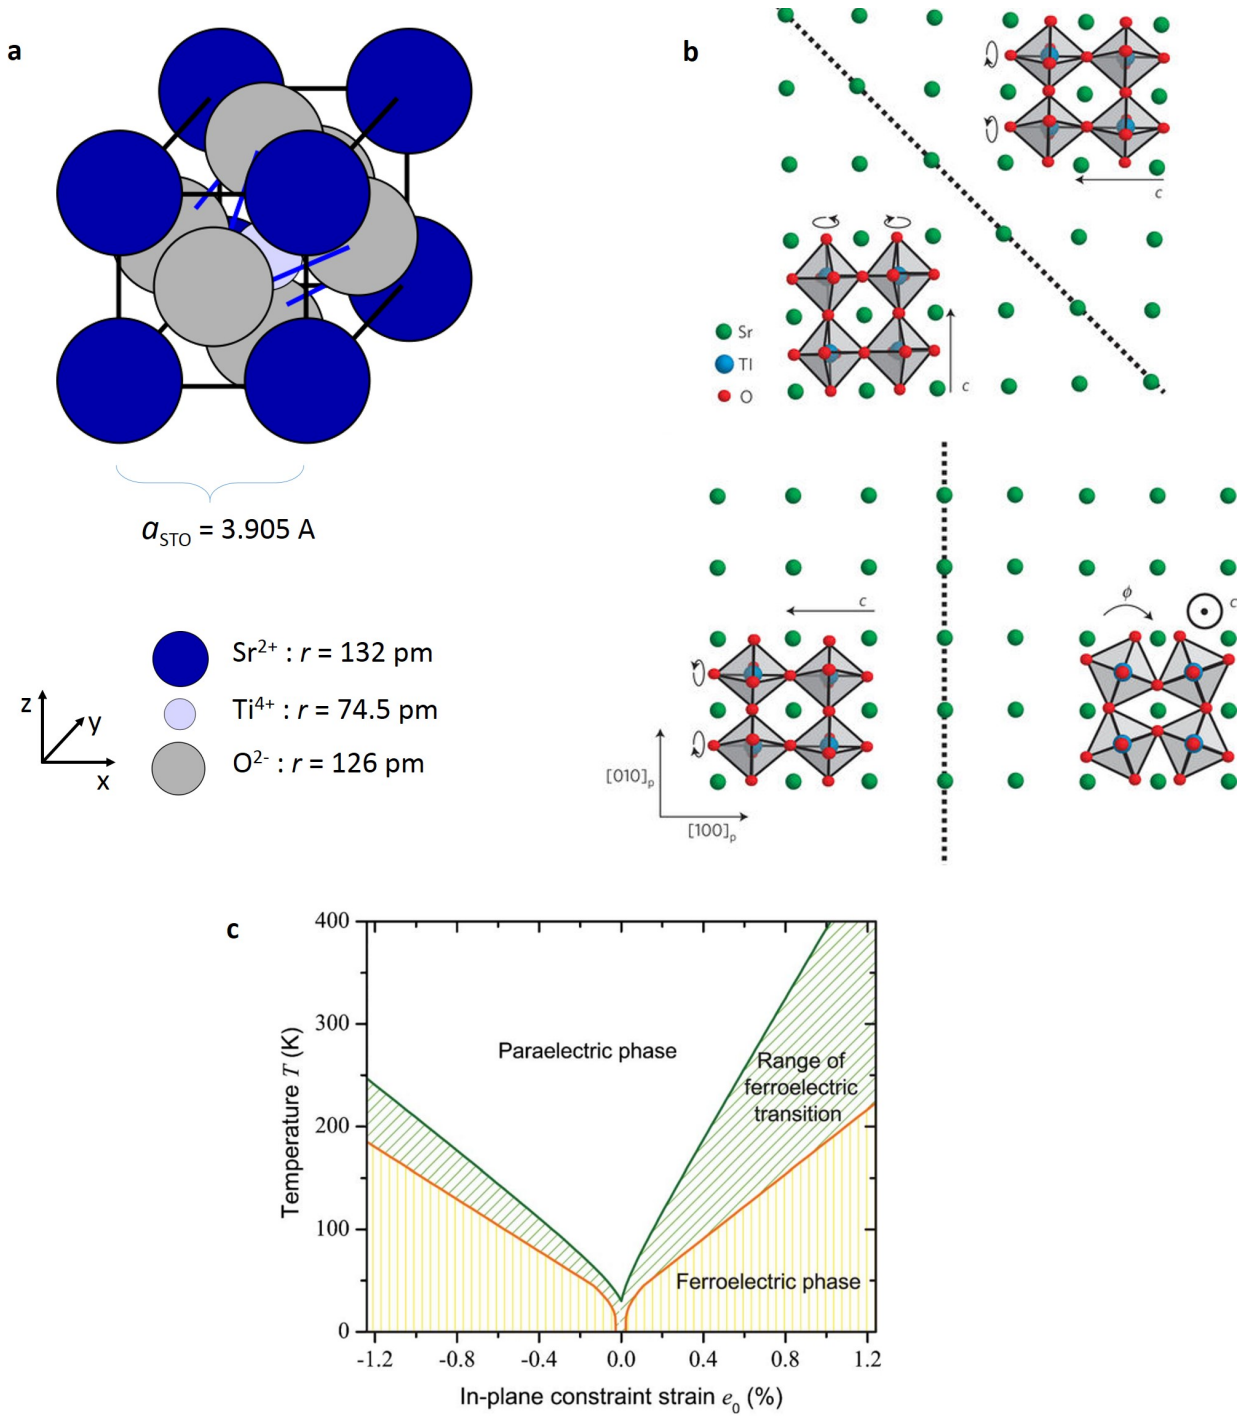 a
a_STO = 3.905 A
Sr²⁺ : r = 132 pm
Ti⁴⁺ : r = 74.5 pm
O²⁻ : r = 126 pm
z
y
x
b
c
Sr
TI
O
c
c
ϕ
c
[010]p
[100]p
c
400
300
200
100
0
Temperature T (K)
Paraelectric phase
Range of
ferroelectric
transition
Ferroelectric phase
-1.2 -0.8 -0.4 0.0 0.4 0.8 1.2
In-plane constraint strain e₀ (%)